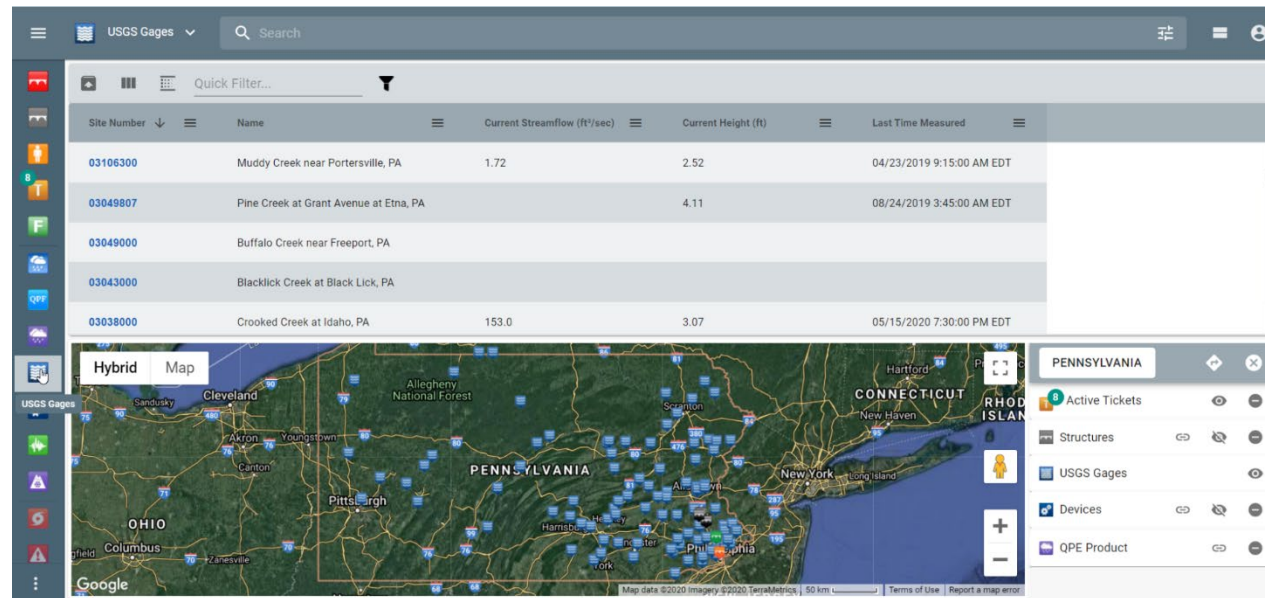 USGS Gages
Search
Quick Filter...
Site Number Name Current Streamflow (ft³/sec) Current Height (ft) Last Time Measured
03106300 Muddy Creek near Portersville, PA 1.72 2.52 04/23/2019 9:15:00 AM EDT
03049807 Pine Creek at Grant Avenue at Etna, PA 4.11 08/24/2019 3:45:00 AM EDT
03049000 Buffalo Creek near Freeport, PA
03043000 Blacklick Creek at Black Lick, PA
03038000 Crooked Creek at Idaho, PA 153.0 3.07 05/15/2020 7:30:00 PM EDT
8
T
F
QPF
USGS Gages
Hybrid Map
Cleveland
Sandusky
Akron
Youngstown
Canton
OHIO
Columbus
Zanesville
Allegheny
National Forest
PENNSYLVANIA
Scranton
New York
Long Island
Hartford
CONNECTICUT
New Haven
York
Google
Map data ©2020 Imagery ©2020 TerraMetrics 50 km Terms of Use Report a map error
PENNSYLVANIA
8 Active Tickets
Structures
USGS Gages
Devices
QPE Product